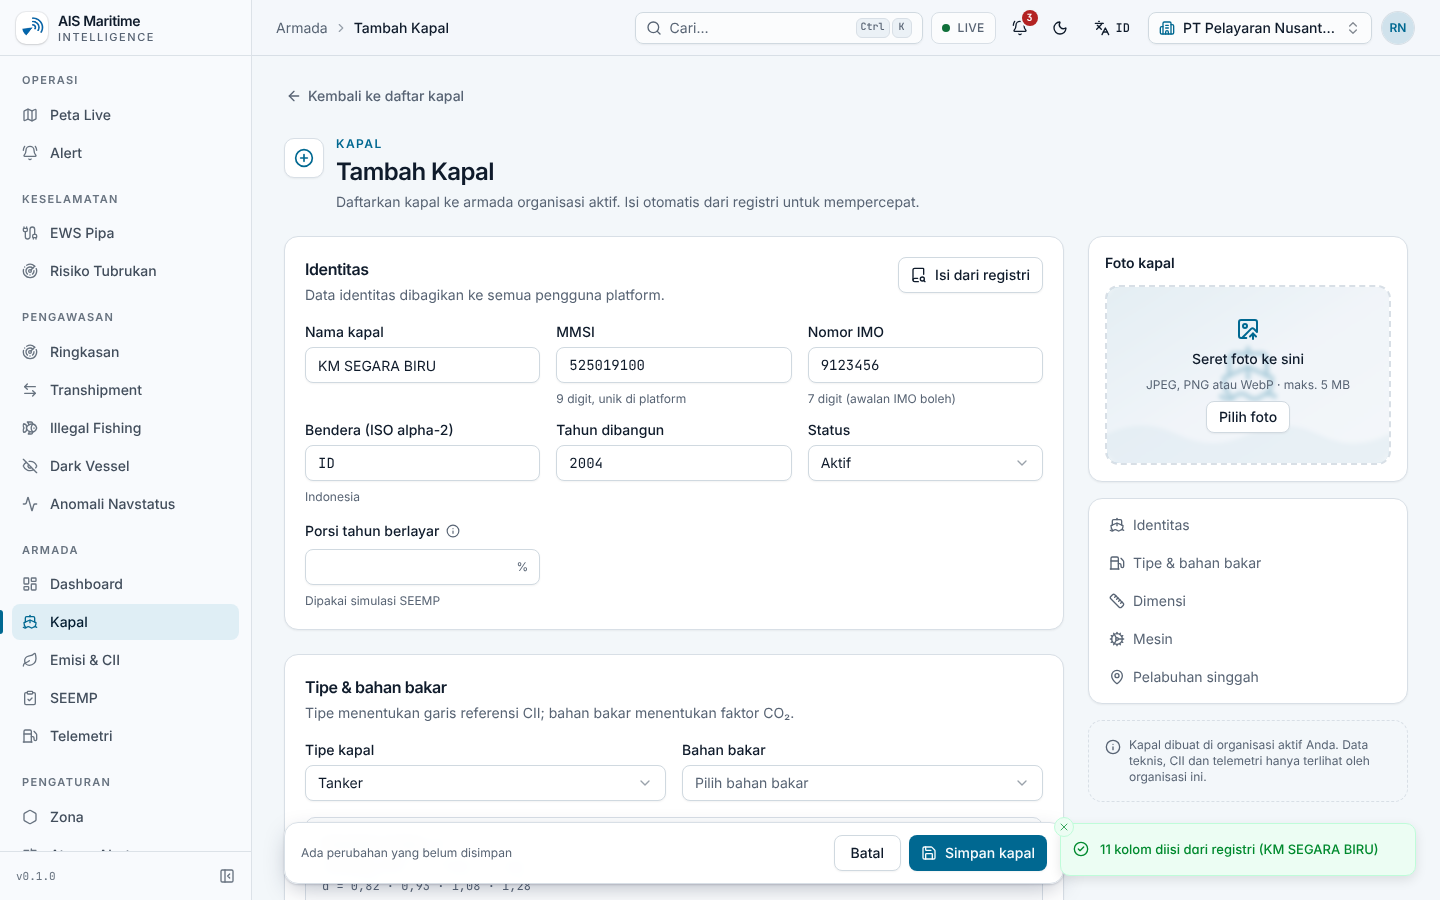 AIS Maritime
INTELLIGENCE
Armada > Tambah Kapal
Cari...
Ctrl K
LIVE
3
ID
PT Pelayaran Nusant...
RN
OPERASI
Peta Live
Alert
KESELAMATAN
EWS Pipa
Risiko Tubrukan
PENGAWASAN
Ringkasan
Transhipment
Illegal Fishing
Dark Vessel
Anomali Navstatus
ARMADA
Dashboard
Kapal
Emisi & CII
SEEMP
Telemetri
PENGATURAN
Zona
v0.1.0
Kembali ke daftar kapal
KAPAL
Tambah Kapal
Daftarkan kapal ke armada organisasi aktif. Isi otomatis dari registri untuk mempercepat.
Identitas
Data identitas dibagikan ke semua pengguna platform.
Isi dari registri
Nama kapal
KM SEGARA BIRU
MMSI
525019100
9 digit, unik di platform
Nomor IMO
9123456
7 digit (awalan IMO boleh)
Bendera (ISO alpha-2)
ID
Indonesia
Tahun dibangun
2004
Status
Aktif
Porsi tahun berlayar
%
Dipakai simulasi SEEMP
Tipe & bahan bakar
Tipe menentukan garis referensi CII; bahan bakar menentukan faktor CO₂.
Tipe kapal
Tanker
Bahan bakar
Pilih bahan bakar
Ada perubahan yang belum disimpan
Batal
Simpan kapal
d = 0,82 · 0,93 · 1,08 · 1,28
Foto kapal
Seret foto ke sini
JPEG, PNG atau WebP · maks. 5 MB
Pilih foto
Identitas
Tipe & bahan bakar
Dimensi
Mesin
Pelabuhan singgah
Kapal dibuat di organisasi aktif Anda. Data
teknis, CII dan telemetri hanya terlihat oleh
organisasi ini.
11 kolom diisi dari registri (KM SEGARA BIRU)